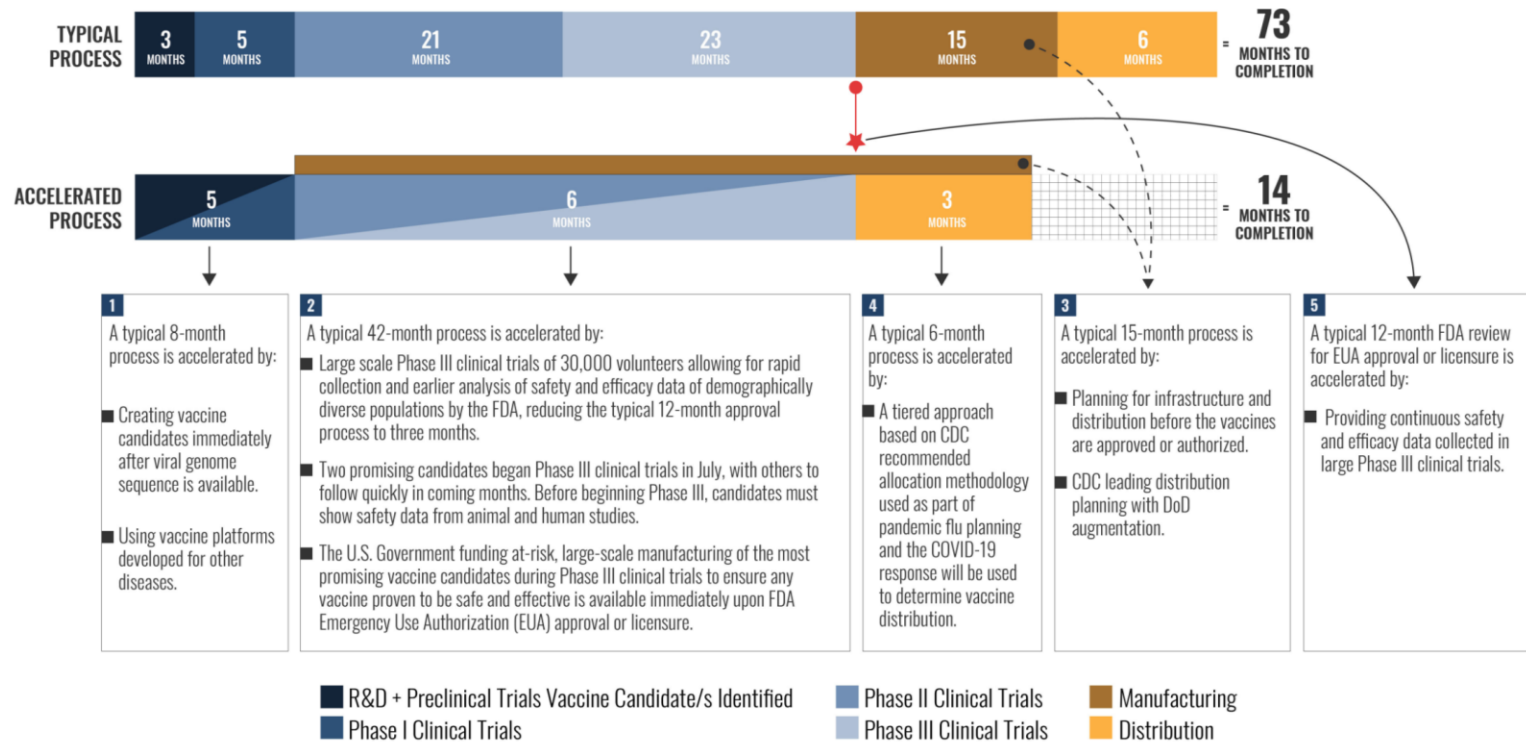 TYPICAL
PROCESS
3
MONTHS
5
MONTHS
21
MONTHS
23
MONTHS
15
MONTHS
6
MONTHS
=
73
MONTHS TO
COMPLETION
ACCELERATED
PROCESS
5
MONTHS
6
MONTHS
3
MONTHS
=
14
MONTHS TO
COMPLETION
1
A typical 8-month
process is accelerated by:
Creating vaccine
candidates immediately
after viral genome
sequence is available.
Using vaccine platforms
developed for other
diseases.
2
A typical 42-month process is accelerated by:
Large scale Phase III clinical trials of 30,000 volunteers allowing for rapid
collection and earlier analysis of safety and efficacy data of demographically
diverse populations by the FDA, reducing the typical 12-month approval
process to three months.
Two promising candidates began Phase III clinical trials in July, with others to
follow quickly in coming months. Before beginning Phase III, candidates must
show safety data from animal and human studies.
The U.S. Government funding at-risk, large-scale manufacturing of the most
promising vaccine candidates during Phase III clinical trials to ensure any
vaccine proven to be safe and effective is available immediately upon FDA
Emergency Use Authorization (EUA) approval or licensure.
4
A typical 6-month
process is accelerated
by:
A tiered approach
based on CDC
recommended
allocation methodology
used as part of
pandemic flu planning
and the COVID-19
response will be used
to determine vaccine
distribution.
3
A typical 15-month process is
accelerated by:
Planning for infrastructure and
distribution before the vaccines
are approved or authorized.
CDC leading distribution
planning with DoD
augmentation.
5
A typical 12-month FDA review
for EUA approval or licensure is
accelerated by:
Providing continuous safety
and efficacy data collected in
large Phase III clinical trials.
R&D + Preclinical Trials Vaccine Candidate/s Identified
Phase I Clinical Trials
Phase II Clinical Trials
Phase III Clinical Trials
Manufacturing
Distribution